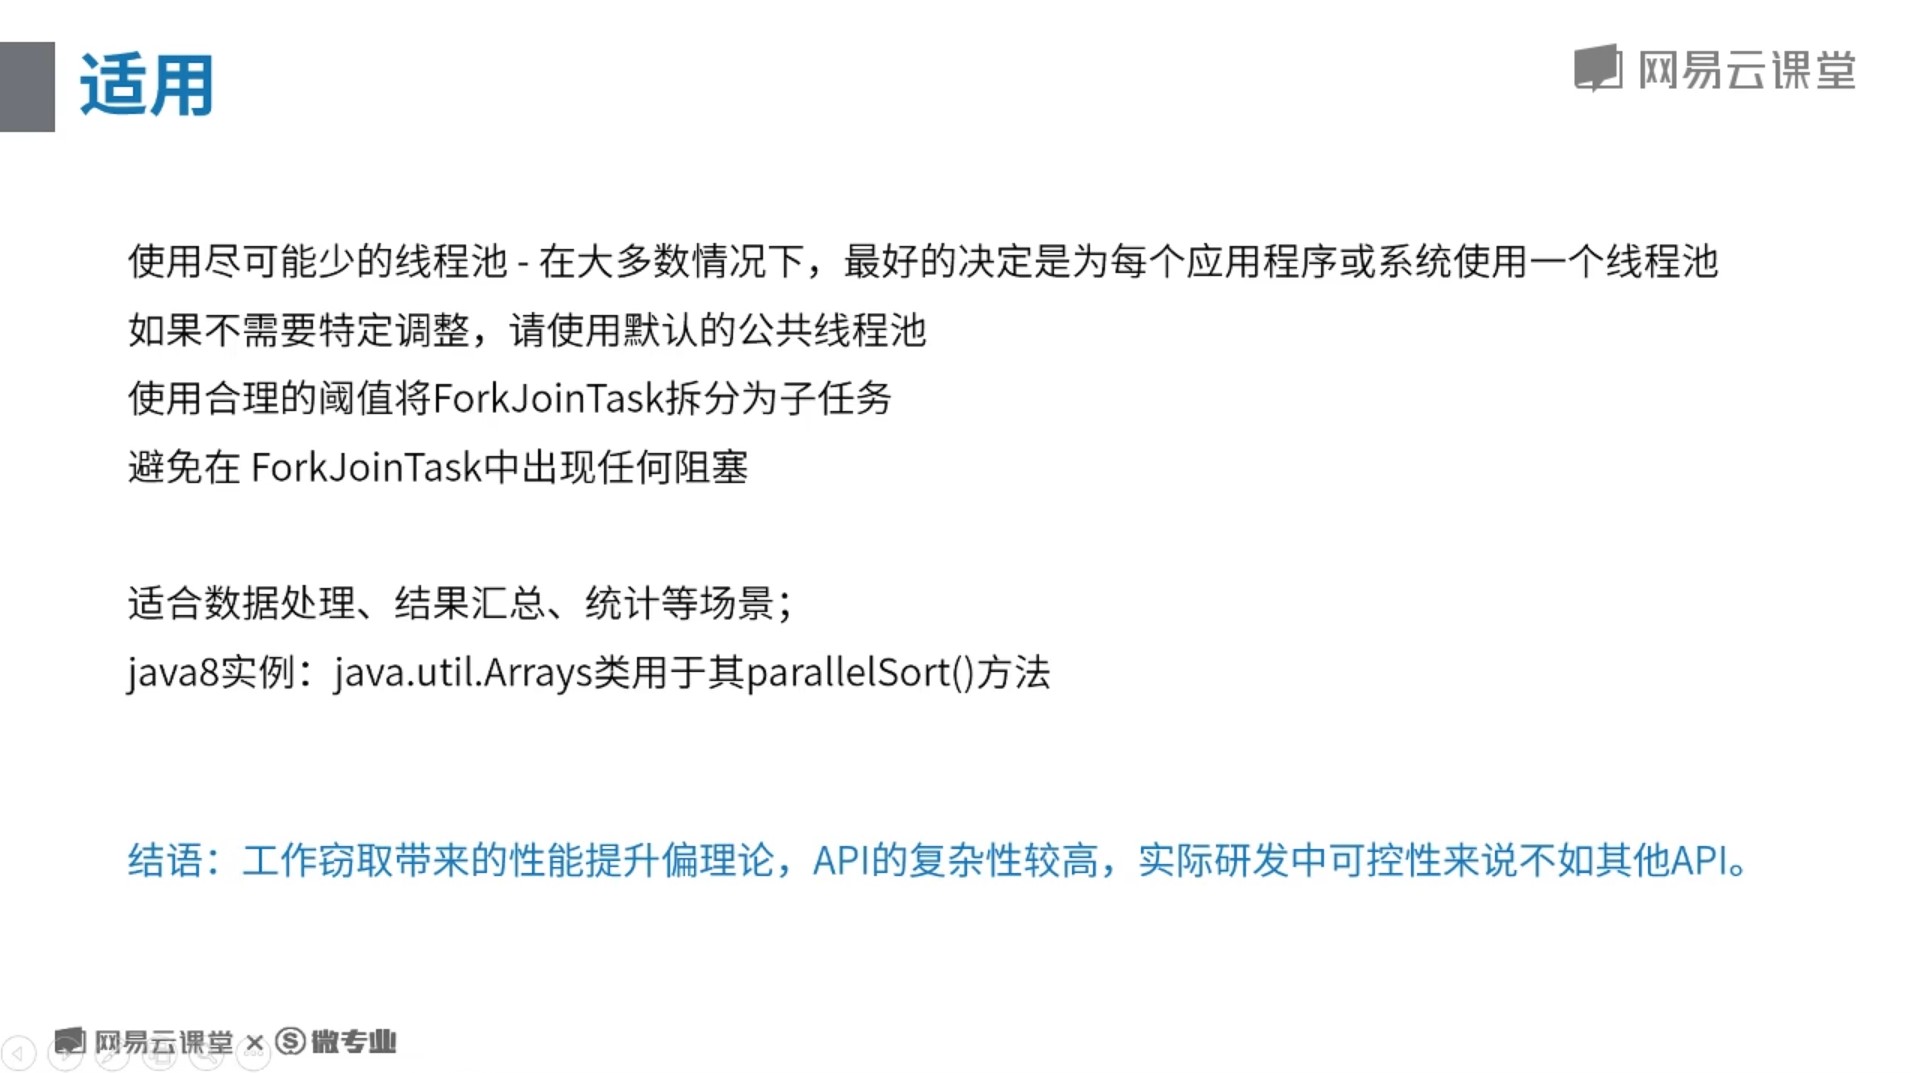 适用
网易云课堂
使用尽可能少的线程池 - 在大多数情况下，最好的决定是为每个应用程序或系统使用一个线程池
如果不需要特定调整，请使用默认的公共线程池
使用合理的阈值将ForkJoinTask拆分为子任务
避免在 ForkJoinTask中出现任何阻塞
适合数据处理、结果汇总、统计等场景；
java8实例：java.util.Arrays类用于其parallelSort()方法
结语：工作窃取带来的性能提升偏理论，API的复杂性较高，实际研发中可控性来说不如其他API。
网易云课堂 × Ⓢ 微专业